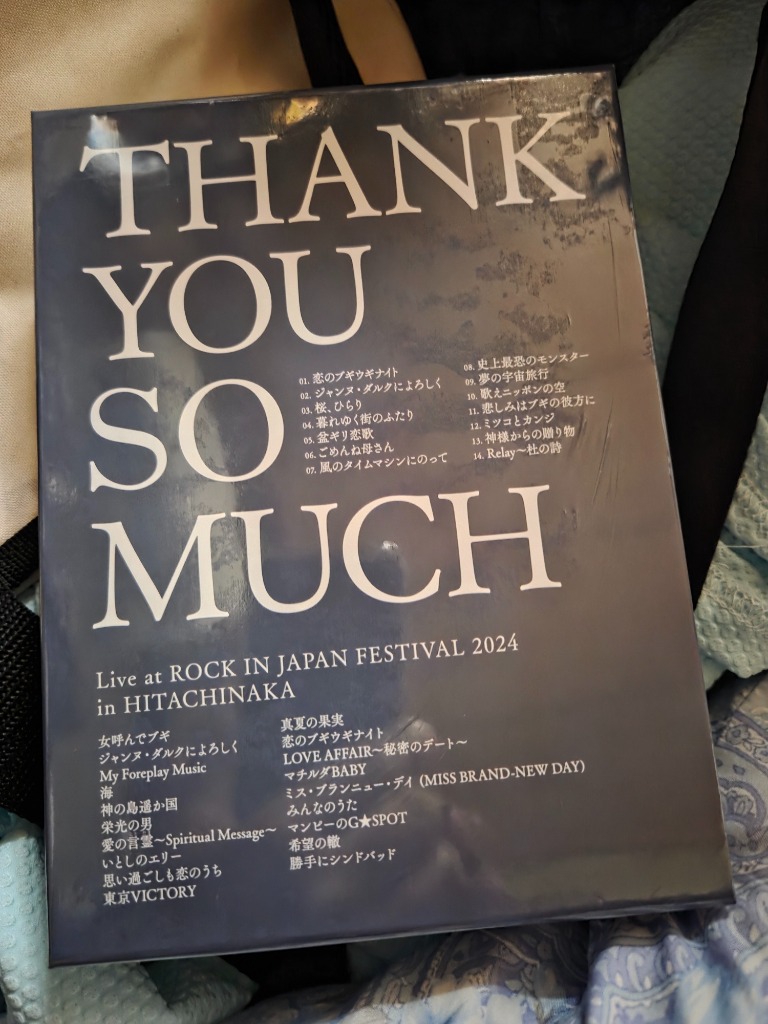 THANK
YOU
SO
01. 恋のブギウギナイト
02. ジャンヌ・ダルクによろしく
03. 桜、ひらり
04. 暮れゆく街のふたり
05. 盆ギリ恋歌
06. ごめんね母さん
07. 風のタイムマシンにのって
08. 史上最恐のモンスター
09. 夢の宇宙旅行
10. 歌えニッポンの空
11. 悲しみはブギの彼方に
12. ミツコとカンジ
13. 神様からの贈り物
14. Relay〜杜の詩
MUCH
Live at ROCK IN JAPAN FESTIVAL 2024
in HITACHINAKA
女呼んでブギ
ジャンヌ・ダルクによろしく
My Foreplay Music
海
神の島遥か国
栄光の男
愛の言霊〜Spiritual Message〜
いとしのエリー
思い過ごしも恋のうち
東京VICTORY
真夏の果実
恋のブギウギナイト
LOVE AFFAIR〜秘密のデート〜
マチルダBABY
ミス・ブランニュー・デイ (MISS BRAND-NEW DAY)
みんなのうた
マンピーのG★SPOT
希望の轍
勝手にシンドバッド